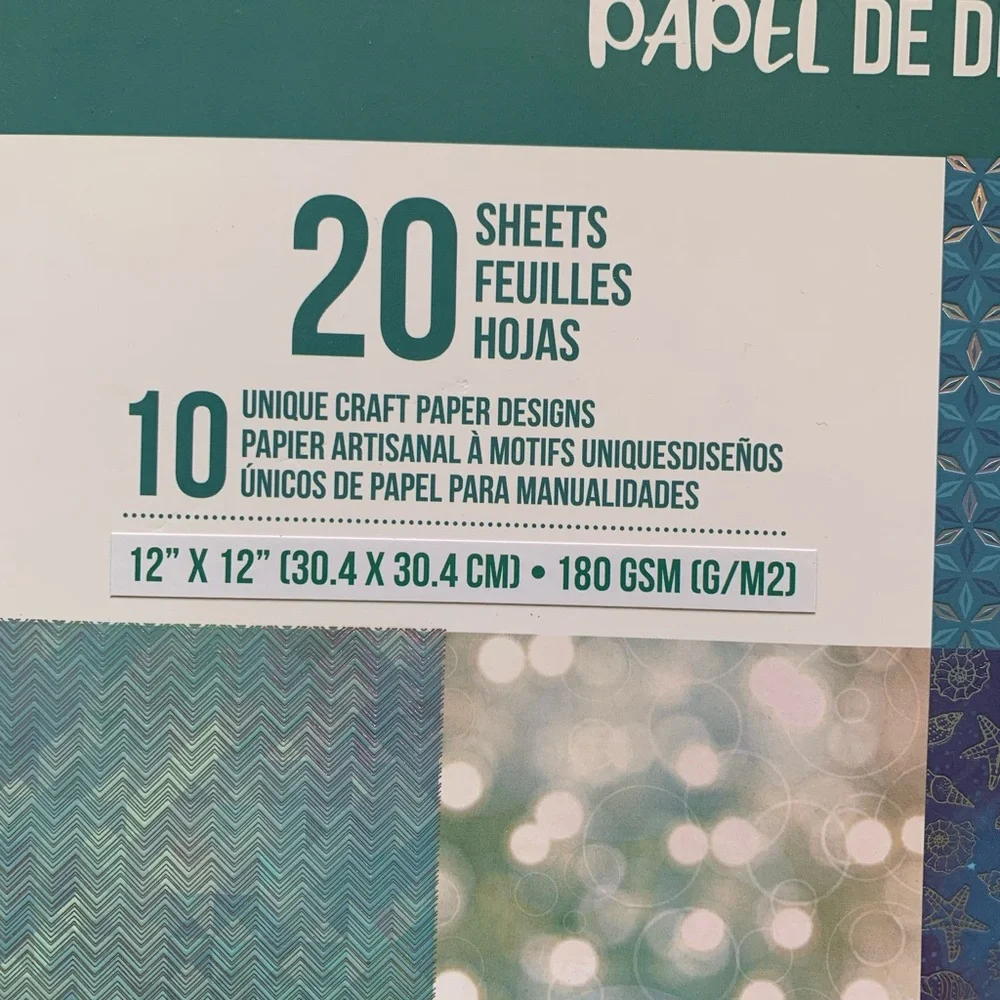 PAPEL DE
20 SHEETS
FEUILLES
HOJAS
10 UNIQUE CRAFT PAPER DESIGNS
PAPIER ARTISANAL À MOTIFS UNIQUESDISEÑOS
ÚNICOS DE PAPEL PARA MANUALIDADES
12” X 12” (30.4 X 30.4 CM) • 180 GSM (G/M2)